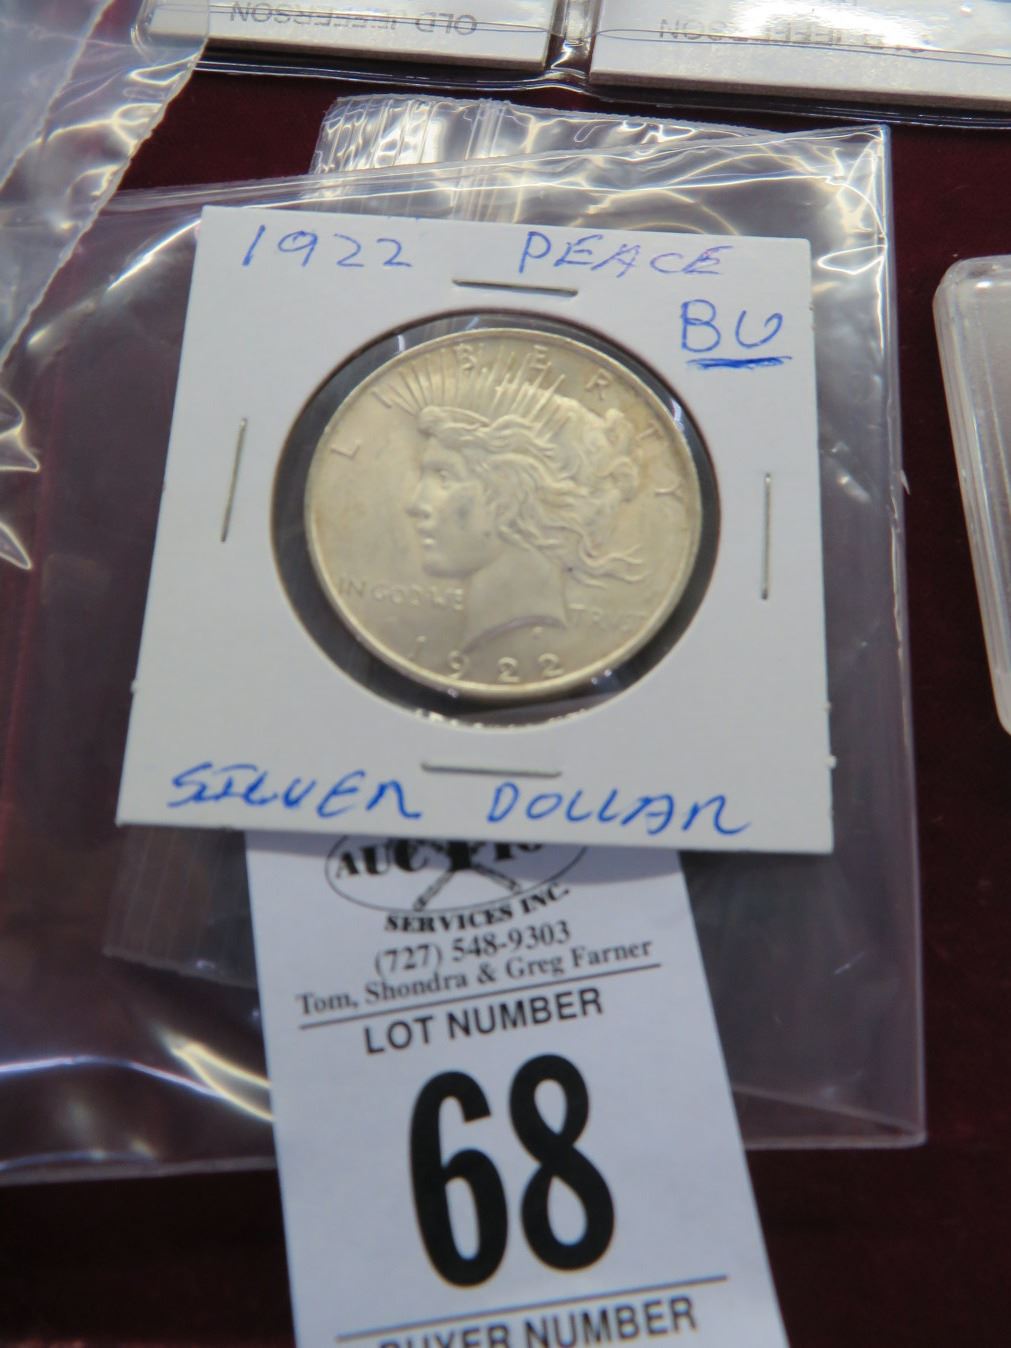 OLD JEFFERSON
JEFFERSON
1922 PEACE
BU
LIBERTY
IN GOD WE TRUST
1922
SILVER DOLLAR
SERVICES INC.
(727) 548-9303
Tom, Shondra & Greg Farner
LOT NUMBER
68
BUYER NUMBER